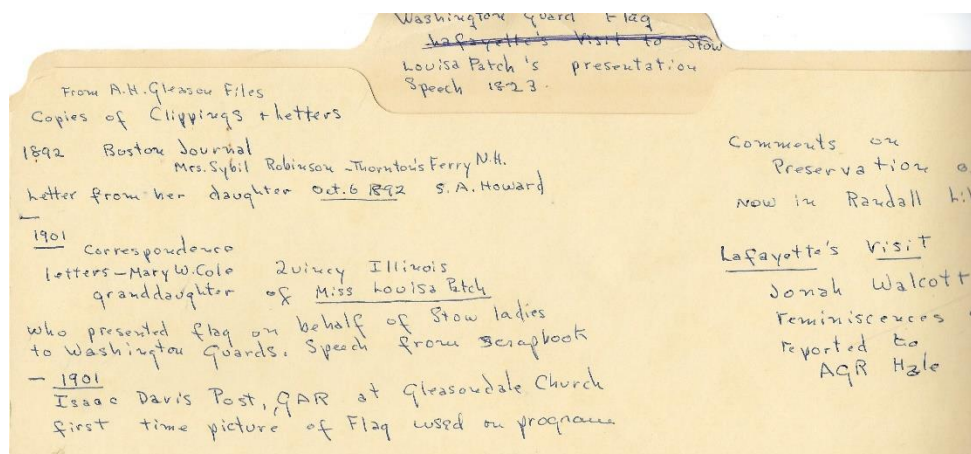 Washington Guard Flag
Lafayette's Visit to Stow
Louisa Patch's presentation
Speech 1823.
From A.H. Gleason Files
Copies of Clippings + Letters
1892 Boston Journal
Mrs. Sybil Robinson - Thornton's Ferry N.H.
Letter from her daughter Oct. 6 1892 S.A. Howard
—
1901
Correspondence
letters - Mary W. Cole Quincy Illinois
granddaughter of Miss Louisa Patch
who presented flag on behalf of Stow ladies
to Washington Guards. Speech from scrapbook
— 1901
Isaac Davis Post, GAR at Gleasondale Church
first time picture of Flag used on program
Comments on
Preservation
Now in Randall
Lafayette's Visit
Jonah Walcott
reminiscences
reported to
AGR Hale